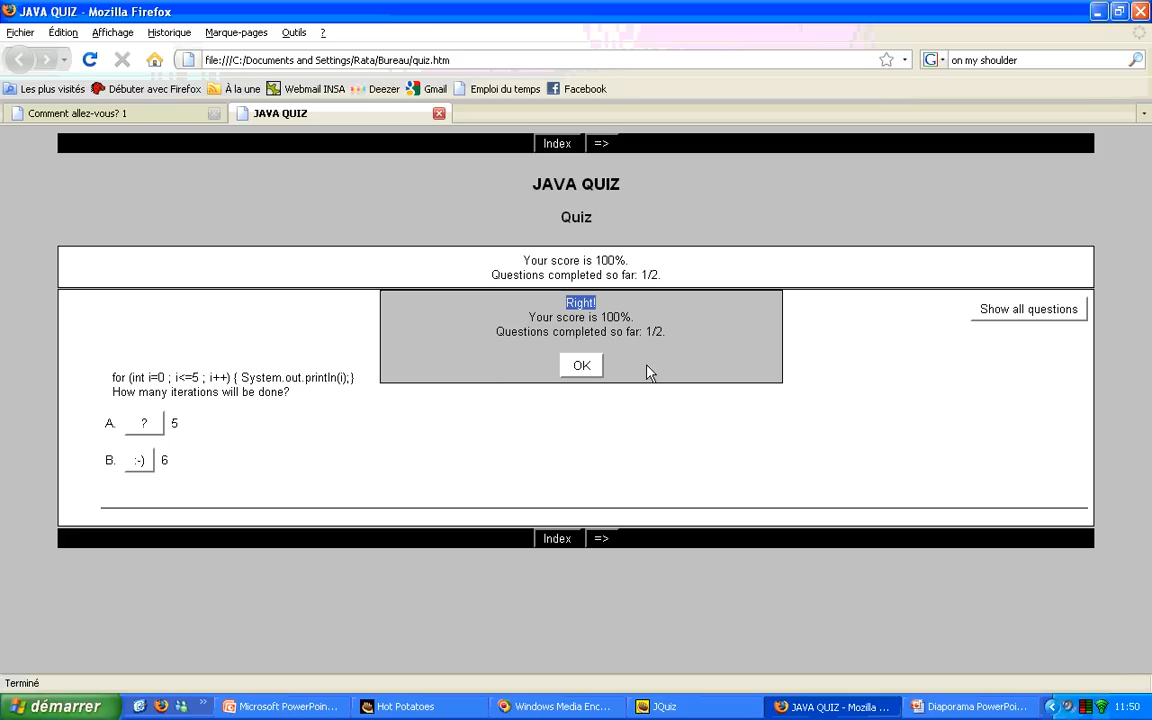 JAVA QUIZ - Mozilla Firefox
Fichier Édition Affichage Historique Marque-pages Outils ?
file:///C:/Documents and Settings/Rata/Bureau/quiz.htm
on my shoulder
Les plus visités Débuter avec Firefox À la une Webmail INSA Deezer Gmail Emploi du temps Facebook
Comment allez-vous? 1 JAVA QUIZ
Index =>
JAVA QUIZ
Quiz
Your score is 100%.
Questions completed so far: 1/2.
Right!
Your score is 100%.
Questions completed so far: 1/2.
OK
Show all questions
for (int i=0 ; i<=5 ; i++) { System.out.println(i);}
How many iterations will be done?
A. ? 5
B. :-) 6
Index =>
Terminé
démarrer » Microsoft PowerPoin... Hot Potatoes Windows Media Enc... JQuiz JAVA QUIZ - Mozilla ... Diaporama PowerPoi... 11:50